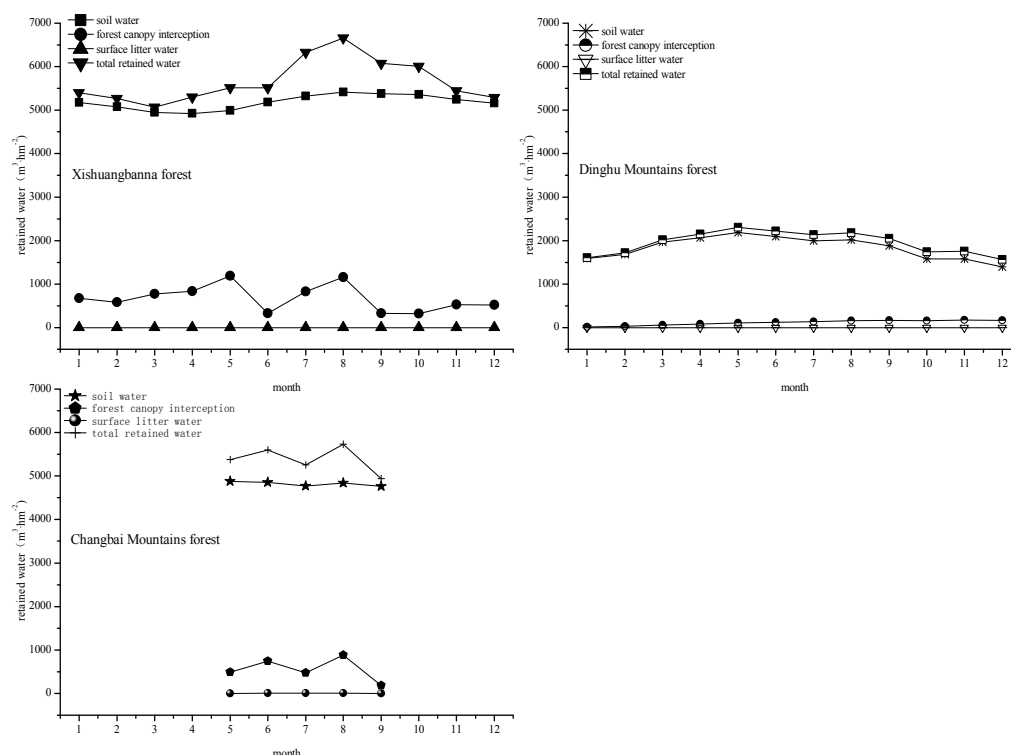 7000
6000
5000
4000
3000
2000
1000
0
retained water（m³·hm⁻²）
soil water
forest canopy interception
surface litter water
total retained water
Xishuangbanna forest
1 2 3 4 5 6 7 8 9 10 11 12
month
7000
6000
5000
4000
3000
2000
1000
0
retained water（m³·hm⁻²）
soil water
forest canopy interception
surface litter water
total retained water
Dinghu Mountains forest
1 2 3 4 5 6 7 8 9 10 11 12
month
7000
6000
5000
4000
3000
2000
1000
0
retained water（m³·hm⁻²）
soil water
forest canopy interception
surface litter water
total retained water
Changbai Mountains forest
1 2 3 4 5 6 7 8 9 10 11 12
month